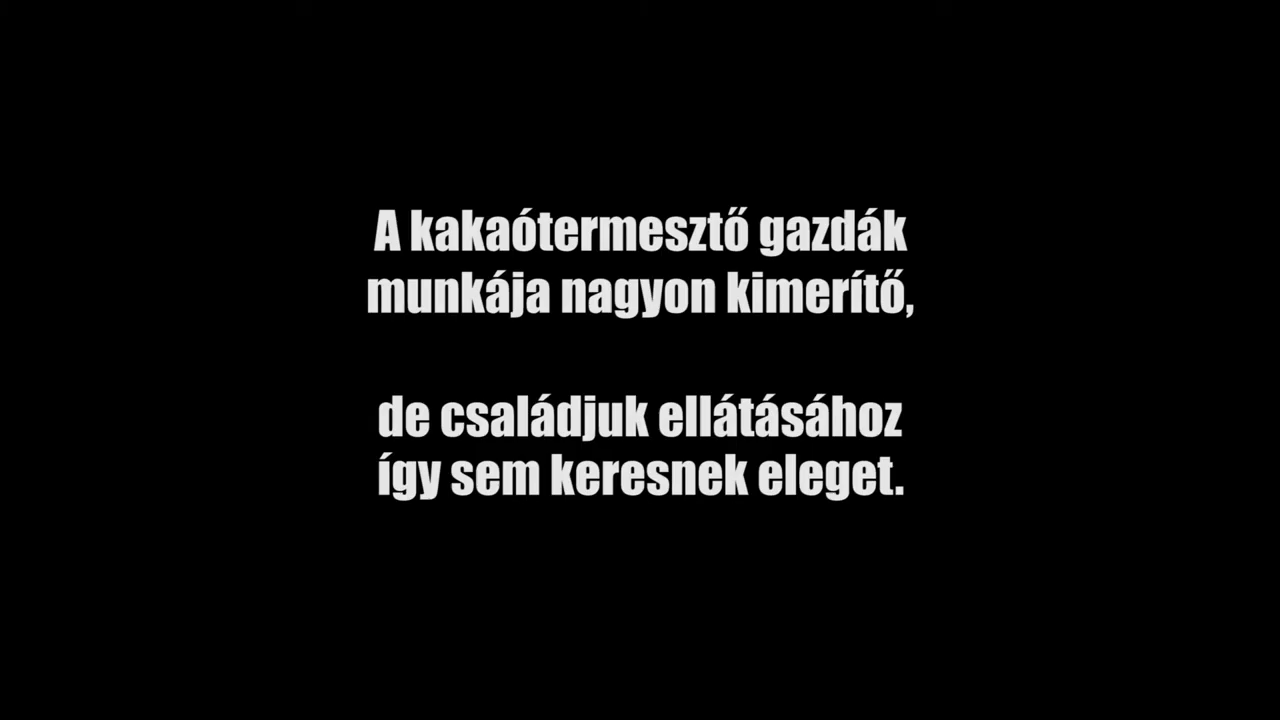 A kakaótermesztő gazdák
munkája nagyon kimerítő,
de családjuk ellátásához
így sem keresnek eleget.